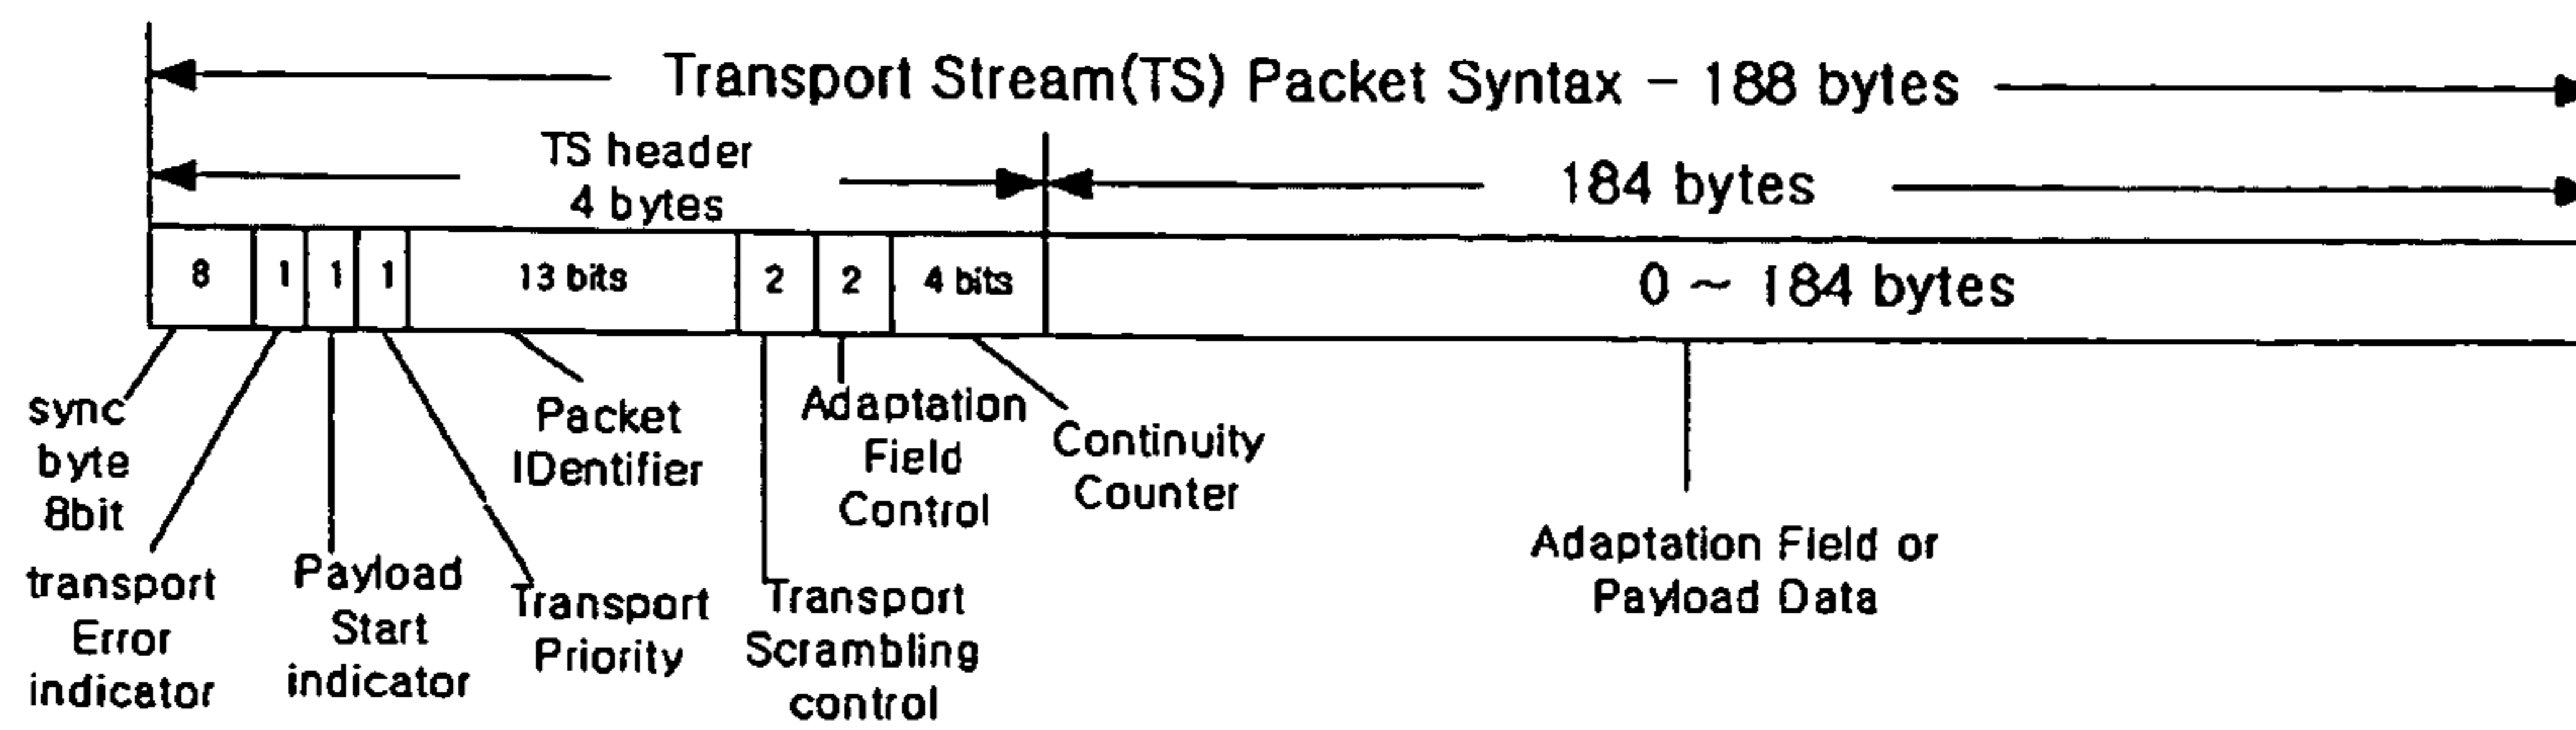 Transport Stream(TS) Packet Syntax - 188 bytes
TS header
4 bytes
184 bytes
8
1
1
1
13 bits
2
2
4 bits
0 ~ 184 bytes
sync
byte
8bit
transport
Error
indicator
Payload
Start
indicator
Transport
Priority
Packet
IDentifier
Transport
Scrambling
control
Adaptation
Field
Control
Continuity
Counter
Adaptation Field or
Payload Data